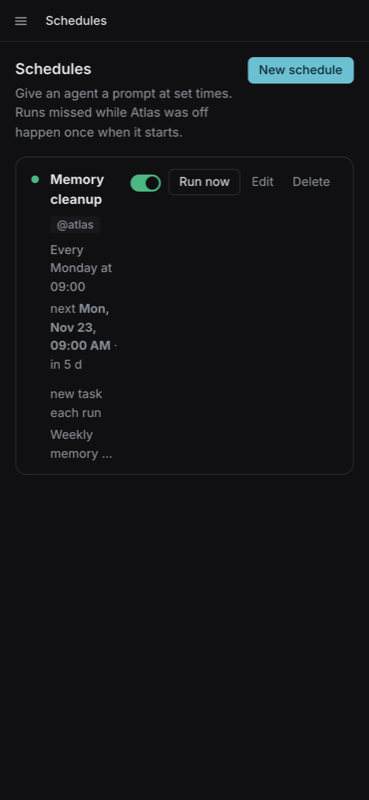 Schedules
Schedules
New schedule
Give an agent a prompt at set times.
Runs missed while Atlas was off
happen once when it starts.
Memory
cleanup
Run now
Edit
Delete
@atlas
Every
Monday at
09:00
next Mon,
Nov 23,
09:00 AM ·
in 5 d
new task
each run
Weekly
memory ...